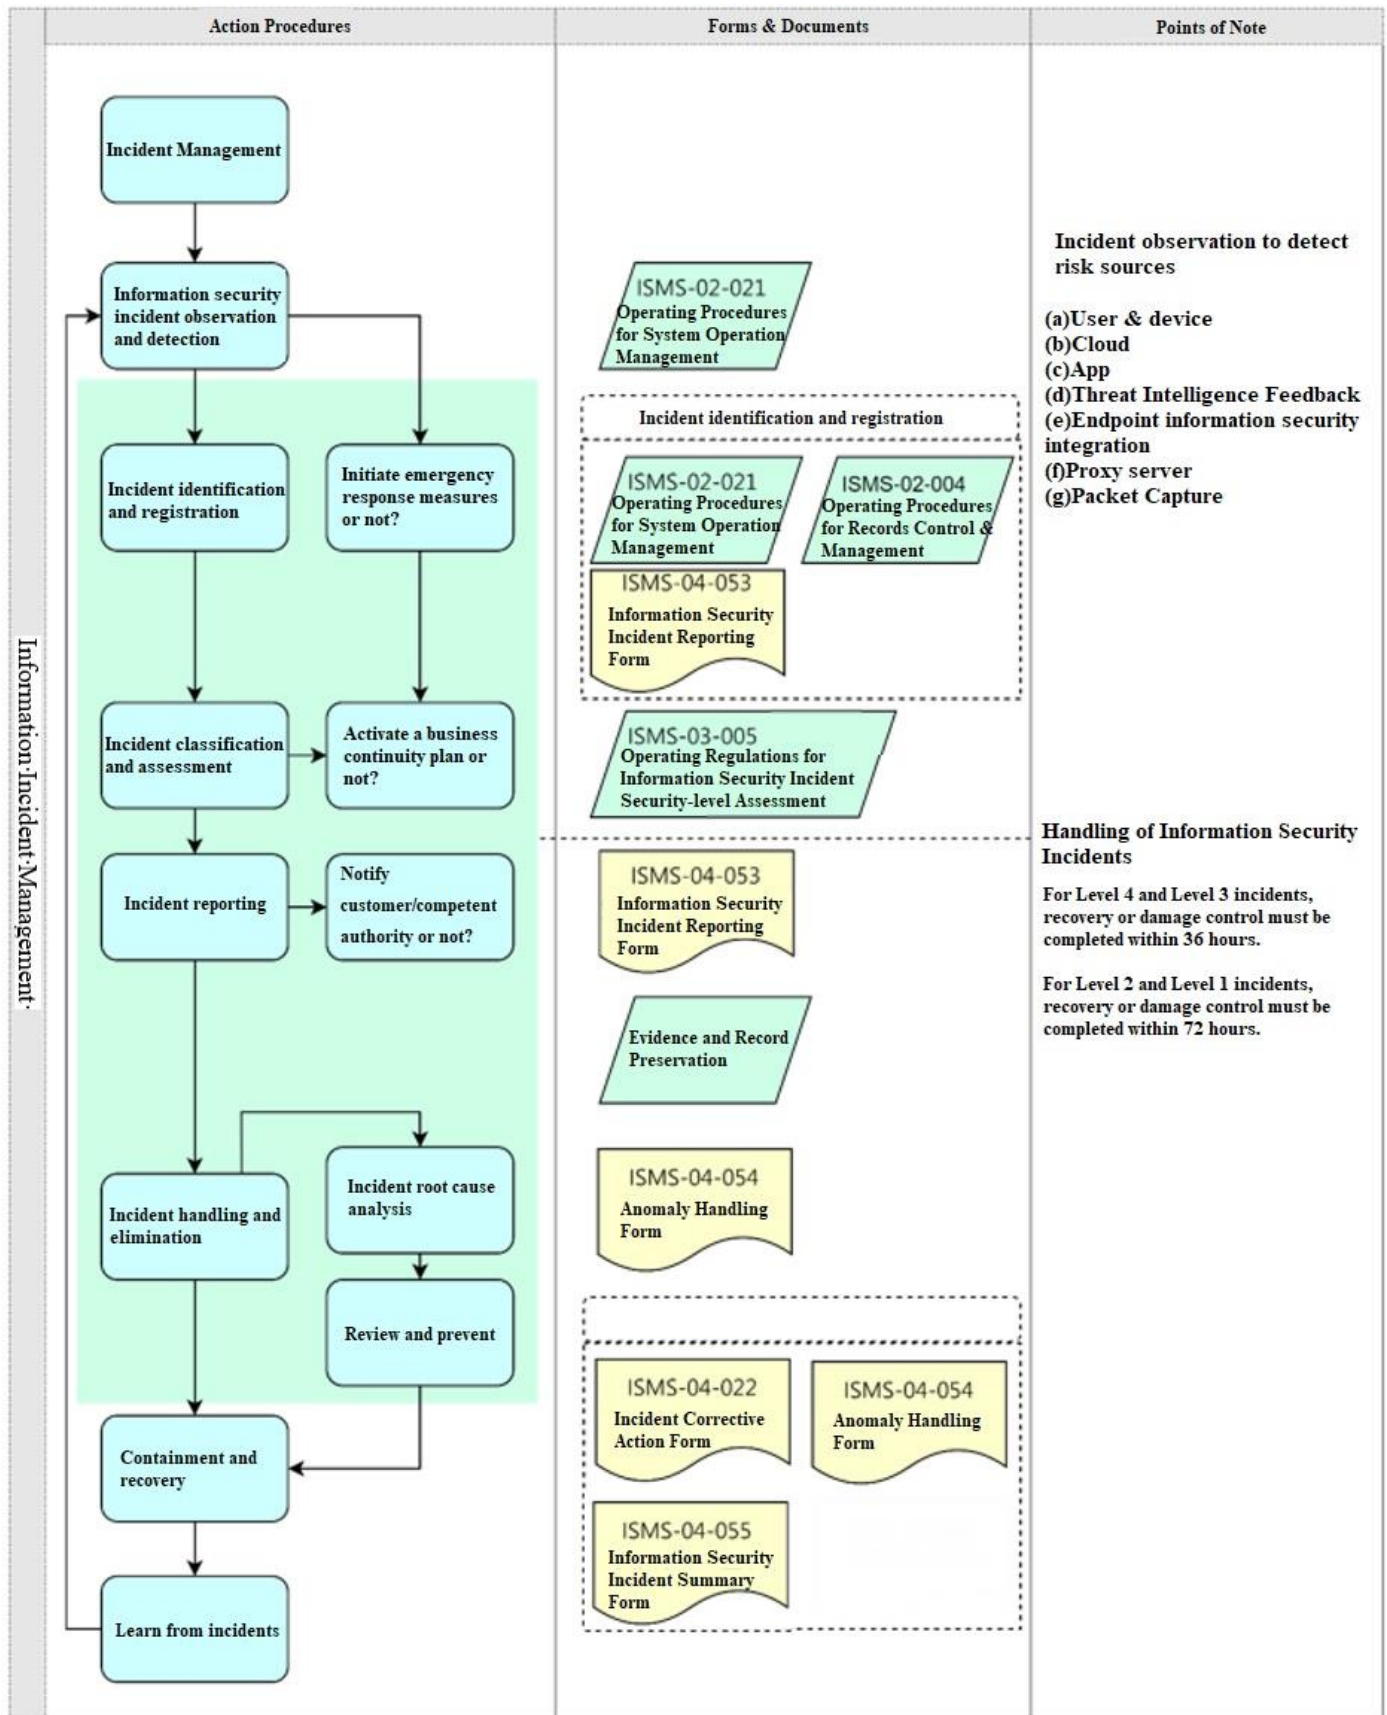 Action Procedures
Forms & Documents
Points of Note
Information·Incident·Management·
Incident Management
Information security
incident observation
and detection
Incident identification
and registration
Initiate emergency
response measures
or not?
Incident classification
and assessment
Activate a business
continuity plan or
not?
Incident reporting
Notify
customer/competent
authority or not?
Incident handling and
elimination
Incident root cause
analysis
Review and prevent
Containment and
recovery
Learn from incidents
ISMS-02-021
Operating Procedures
for System Operation
Management
Incident identification and registration
ISMS-02-021
Operating Procedures
for System Operation
Management
ISMS-02-004
Operating Procedures
for Records Control &
Management
ISMS-04-053
Information Security
Incident Reporting
Form
ISMS-03-005
Operating Regulations for
Information Security Incident
Security-level Assessment
ISMS-04-053
Information Security
Incident Reporting
Form
Evidence and Record
Preservation
ISMS-04-054
Anomaly Handling
Form
ISMS-04-022
Incident Corrective
Action Form
ISMS-04-054
Anomaly Handling
Form
ISMS-04-055
Information Security
Incident Summary
Form
Incident observation to detect
risk sources
(a)User & device
(b)Cloud
(c)App
(d)Threat Intelligence Feedback
(e)Endpoint information security
integration
(f)Proxy server
(g)Packet Capture
Handling of Information Security
Incidents
For Level 4 and Level 3 incidents,
recovery or damage control must be
completed within 36 hours.
For Level 2 and Level 1 incidents,
recovery or damage control must be
completed within 72 hours.